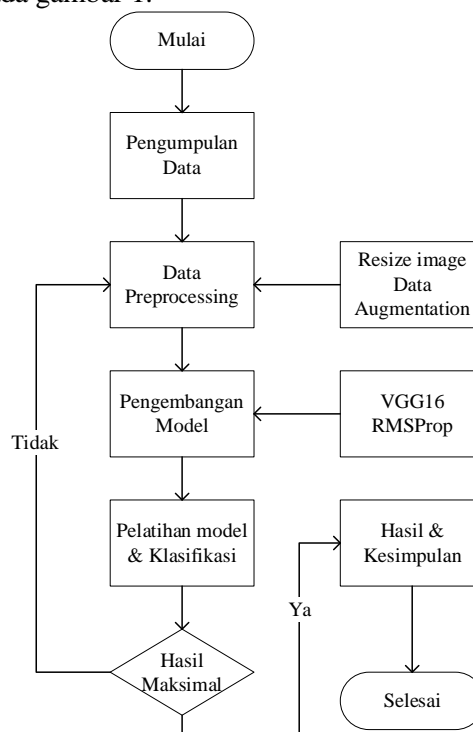 ada gambar 1.
Mulai
Pengumpulan
Data
Data
Preprocessing
Resize image
Data
Augmentation
Pengembangan
Model
VGG16
RMSProp
Tidak
Pelatihan model
& Klasifikasi
Hasil &
Kesimpulan
Ya
Hasil
Maksimal
Selesai